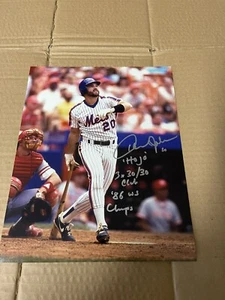 Mets
20
"HoJo"
3x 30/30
Club
'86 WS
Champs